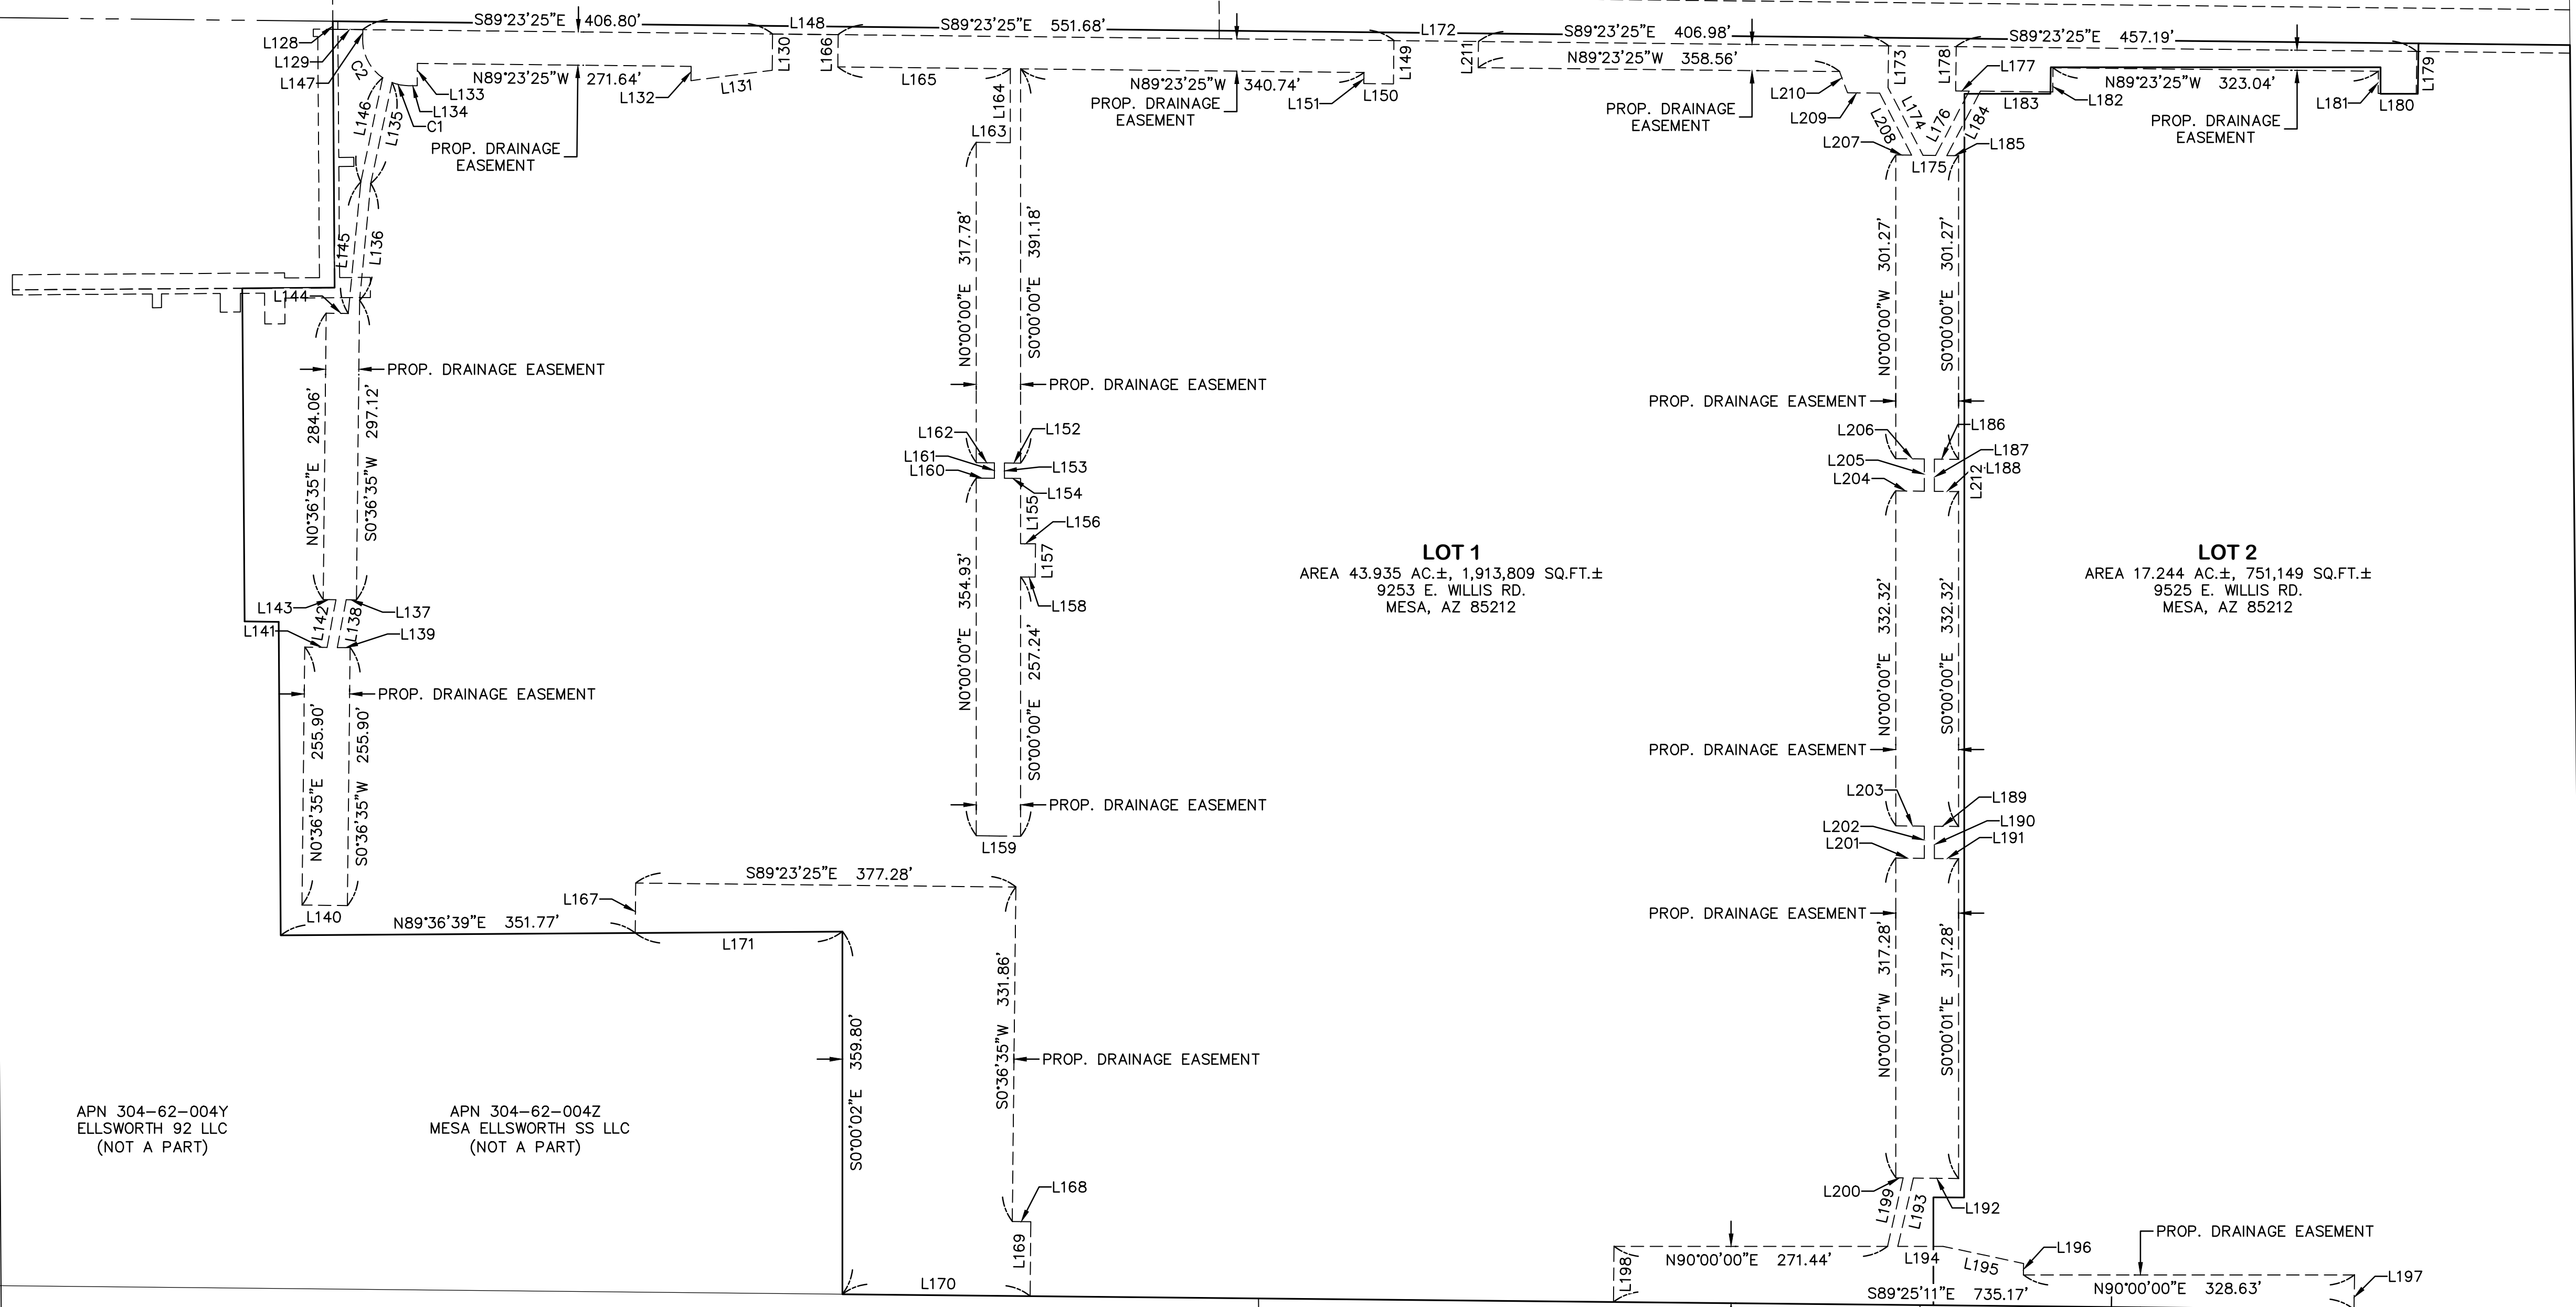 S89°23'25"E 406.80'
L148
S89°23'25"E 551.68'
L172
S89°23'25"E 406.98'
S89°23'25"E 457.19'
L128
L129
L147
C2
N89°23'25"W 271.64'
L133
L134
C1
L132
L131
L130
L166
L165
L164
L163
N89°23'25"W 340.74'
PROP. DRAINAGE
EASEMENT
L151
L150
L149
L211
N89°23'25"W 358.56'
PROP. DRAINAGE
EASEMENT
L210
L209
L208
L207
L173
L174
L175
L176
L178
L177
L183
L184
L185
L182
N89°23'25"W 323.04'
L181
L180
L179
PROP. DRAINAGE
EASEMENT
L146
L135
PROP. DRAINAGE
EASEMENT
L145
L136
L144
N0°00'00"E 317.78'
S0°00'00"E 391.18'
N0°00'00"W 301.27'
S0°00'00"E 301.27'
PROP. DRAINAGE EASEMENT
PROP. DRAINAGE EASEMENT
PROP. DRAINAGE EASEMENT
N0°36'35"E 284.06'
S0°36'35"W 297.12'
L162
L161
L160
L152
L153
L154
L155
L156
L157
L158
L206
L205
L204
L186
L187
L188
L212
LOT 1
AREA 43.935 AC.±, 1,913,809 SQ.FT.±
9253 E. WILLIS RD.
MESA, AZ 85212
LOT 2
AREA 17.244 AC.±, 751,149 SQ.FT.±
9525 E. WILLIS RD.
MESA, AZ 85212
L143
L142
L141
L137
L138
L139
N0°00'00"E 354.93'
S0°00'00"E 257.24'
N0°00'00"E 332.32'
S0°00'00"E 332.32'
PROP. DRAINAGE EASEMENT
PROP. DRAINAGE EASEMENT
PROP. DRAINAGE EASEMENT
N0°36'35"E 255.90'
S0°36'35"W 255.90'
L140
L159
L203
L202
L201
L189
L190
L191
S89°23'25"E 377.28'
L167
N89°36'39"E 351.77'
L171
PROP. DRAINAGE EASEMENT
N0°00'01"W 317.28'
S0°00'01"E 317.28'
S0°00'02"E 359.80'
S0°36'35"W 331.86'
PROP. DRAINAGE EASEMENT
APN 304-62-004Y
ELLSWORTH 92 LLC
(NOT A PART)
APN 304-62-004Z
MESA ELLSWORTH SS LLC
(NOT A PART)
L168
L169
L170
L200
L199
L193
L192
L198
N90°00'00"E 271.44'
L194
L195
L196
PROP. DRAINAGE EASEMENT
L197
N90°00'00"E 328.63'
S89°25'11"E 735.17'